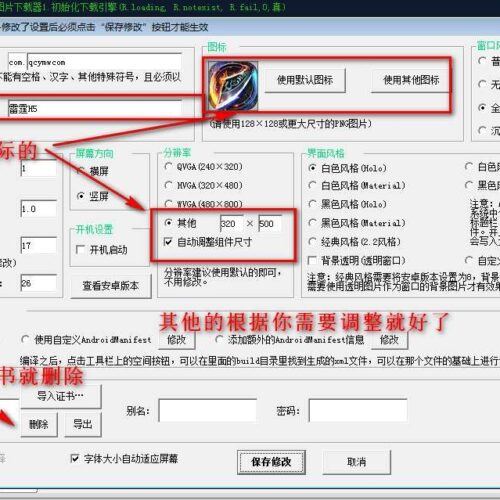 图片下载器1.初始化下载引擎(R.loading, R.notexist, R.fail,0,真)
修改了设置后必须点击“保存修改”按钮才能生效
com.qcymwcom
不能有空格、汉字、其他特殊符号，且必须以
雷霆H5
图标
使用默认图标
使用其他图标
(请使用128×128或更大尺寸的PNG图片)
窗口风
普
无
全
沉
标的
屏幕方向
横屏
竖屏
开机设置
开机启动
查看安卓版本
1
1.0
17
修改)
26
分辨率
QVGA(240×320)
HVGA(320×480)
WVGA(480×800)
其他 320 × 500
自动调整组件尺寸
分辨率建议使用默认的即可，
不用修改。
界面风格
白色风格(Holo)
白色风格(Material)
黑色风格(Holo)
黑色风格(Material)
经典风格(2.2风格)
背景透明(透明窗口)
自定
注意：
系统中
标题栏
件。并
会写入
注意：经典风格需要将安卓版本设置为8，背景
需要使用透明图片作为窗口的背景图片才有效果
其他的根据你需要调整就好了
使用自定义AndroidManifest
修改
添加额外的AndroidManifest信息
修改
编译之后，点击工具栏上的空间按钮，可以在里面的build目录里找到生成的xml文件，可以在那个文件的基础上进行
书就删除
导入证书…
删除
导出
别名:
密码:
字体大小自动适应屏幕
保存修改
取消